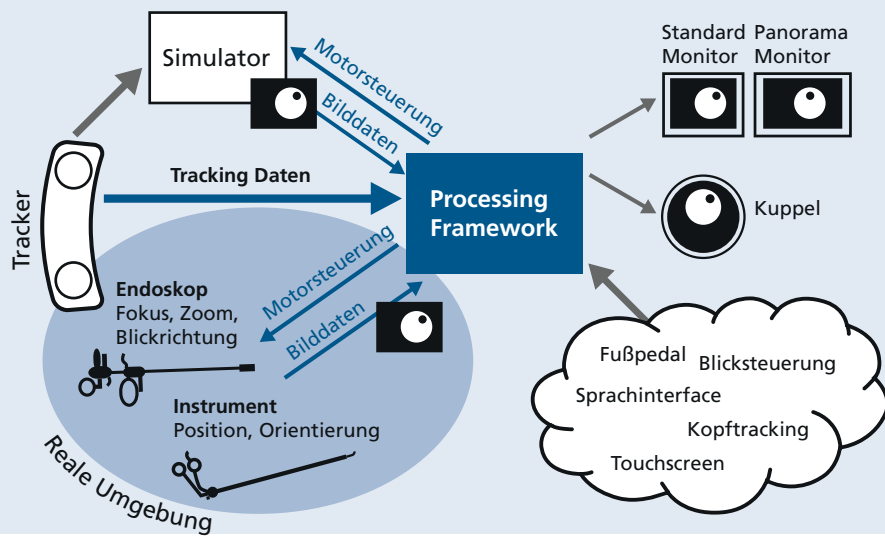 Simulator
Motorsteuerung
Bilddaten
Standard
Monitor
Panorama
Monitor
Tracker
Tracking Daten
Processing
Framework
Kuppel
Motorsteuerung
Bilddaten
Endoskop
Fokus, Zoom,
Blickrichtung
Instrument
Position, Orientierung
Reale Umgebung
Fußpedal
Blicksteuerung
Sprachinterface
Kopftracking
Touchscreen